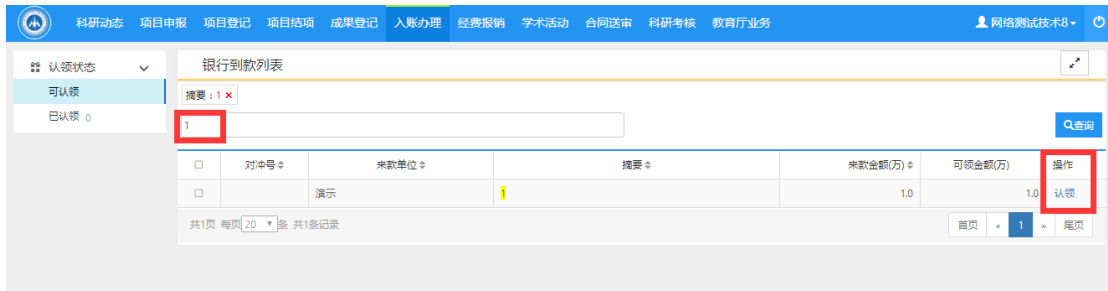 科研动态 项目申报 项目登记 项目结项 成果登记 入账办理 经费报销 学术活动 合同送审 科研考核 教育厅业务 网络测试技术8
认领状态
可认领
已认领 0
银行到款列表
摘要：1 ×
1
查询
对冲号 来款单位 摘要 来款金额(万) 可领金额(万) 操作
演示 1 1.0 1.0 认领
共1页 每页 20 条 共1条记录
首页 « 1 » 尾页